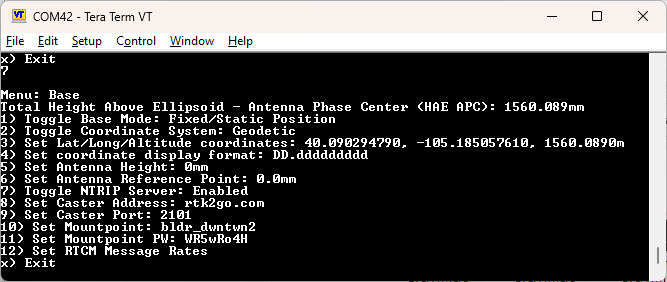 COM42 - Tera Term VT
File Edit Setup Control Window Help
x) Exit
7
Menu: Base
Total Height Above Ellipsoid - Antenna Phase Center (HAE APC): 1560.089mm
1) Toggle Base Mode: Fixed/Static Position
2) Toggle Coordinate System: Geodetic
3) Set Lat/Long/Altitude coordinates: 40.090294790, -105.185057610, 1560.0890m
4) Set coordinate display format: DD.ddddddddd
5) Set Antenna Height: 0mm
6) Set Antenna Reference Point: 0.0mm
7) Toggle NTRIP Server: Enabled
8) Set Caster Address: rtk2go.com
9) Set Caster Port: 2101
10) Set Mountpoint: bldr_dwntwn2
11) Set Mountpoint PW: WR5wRo4H
12) Set RTCM Message Rates
x) Exit